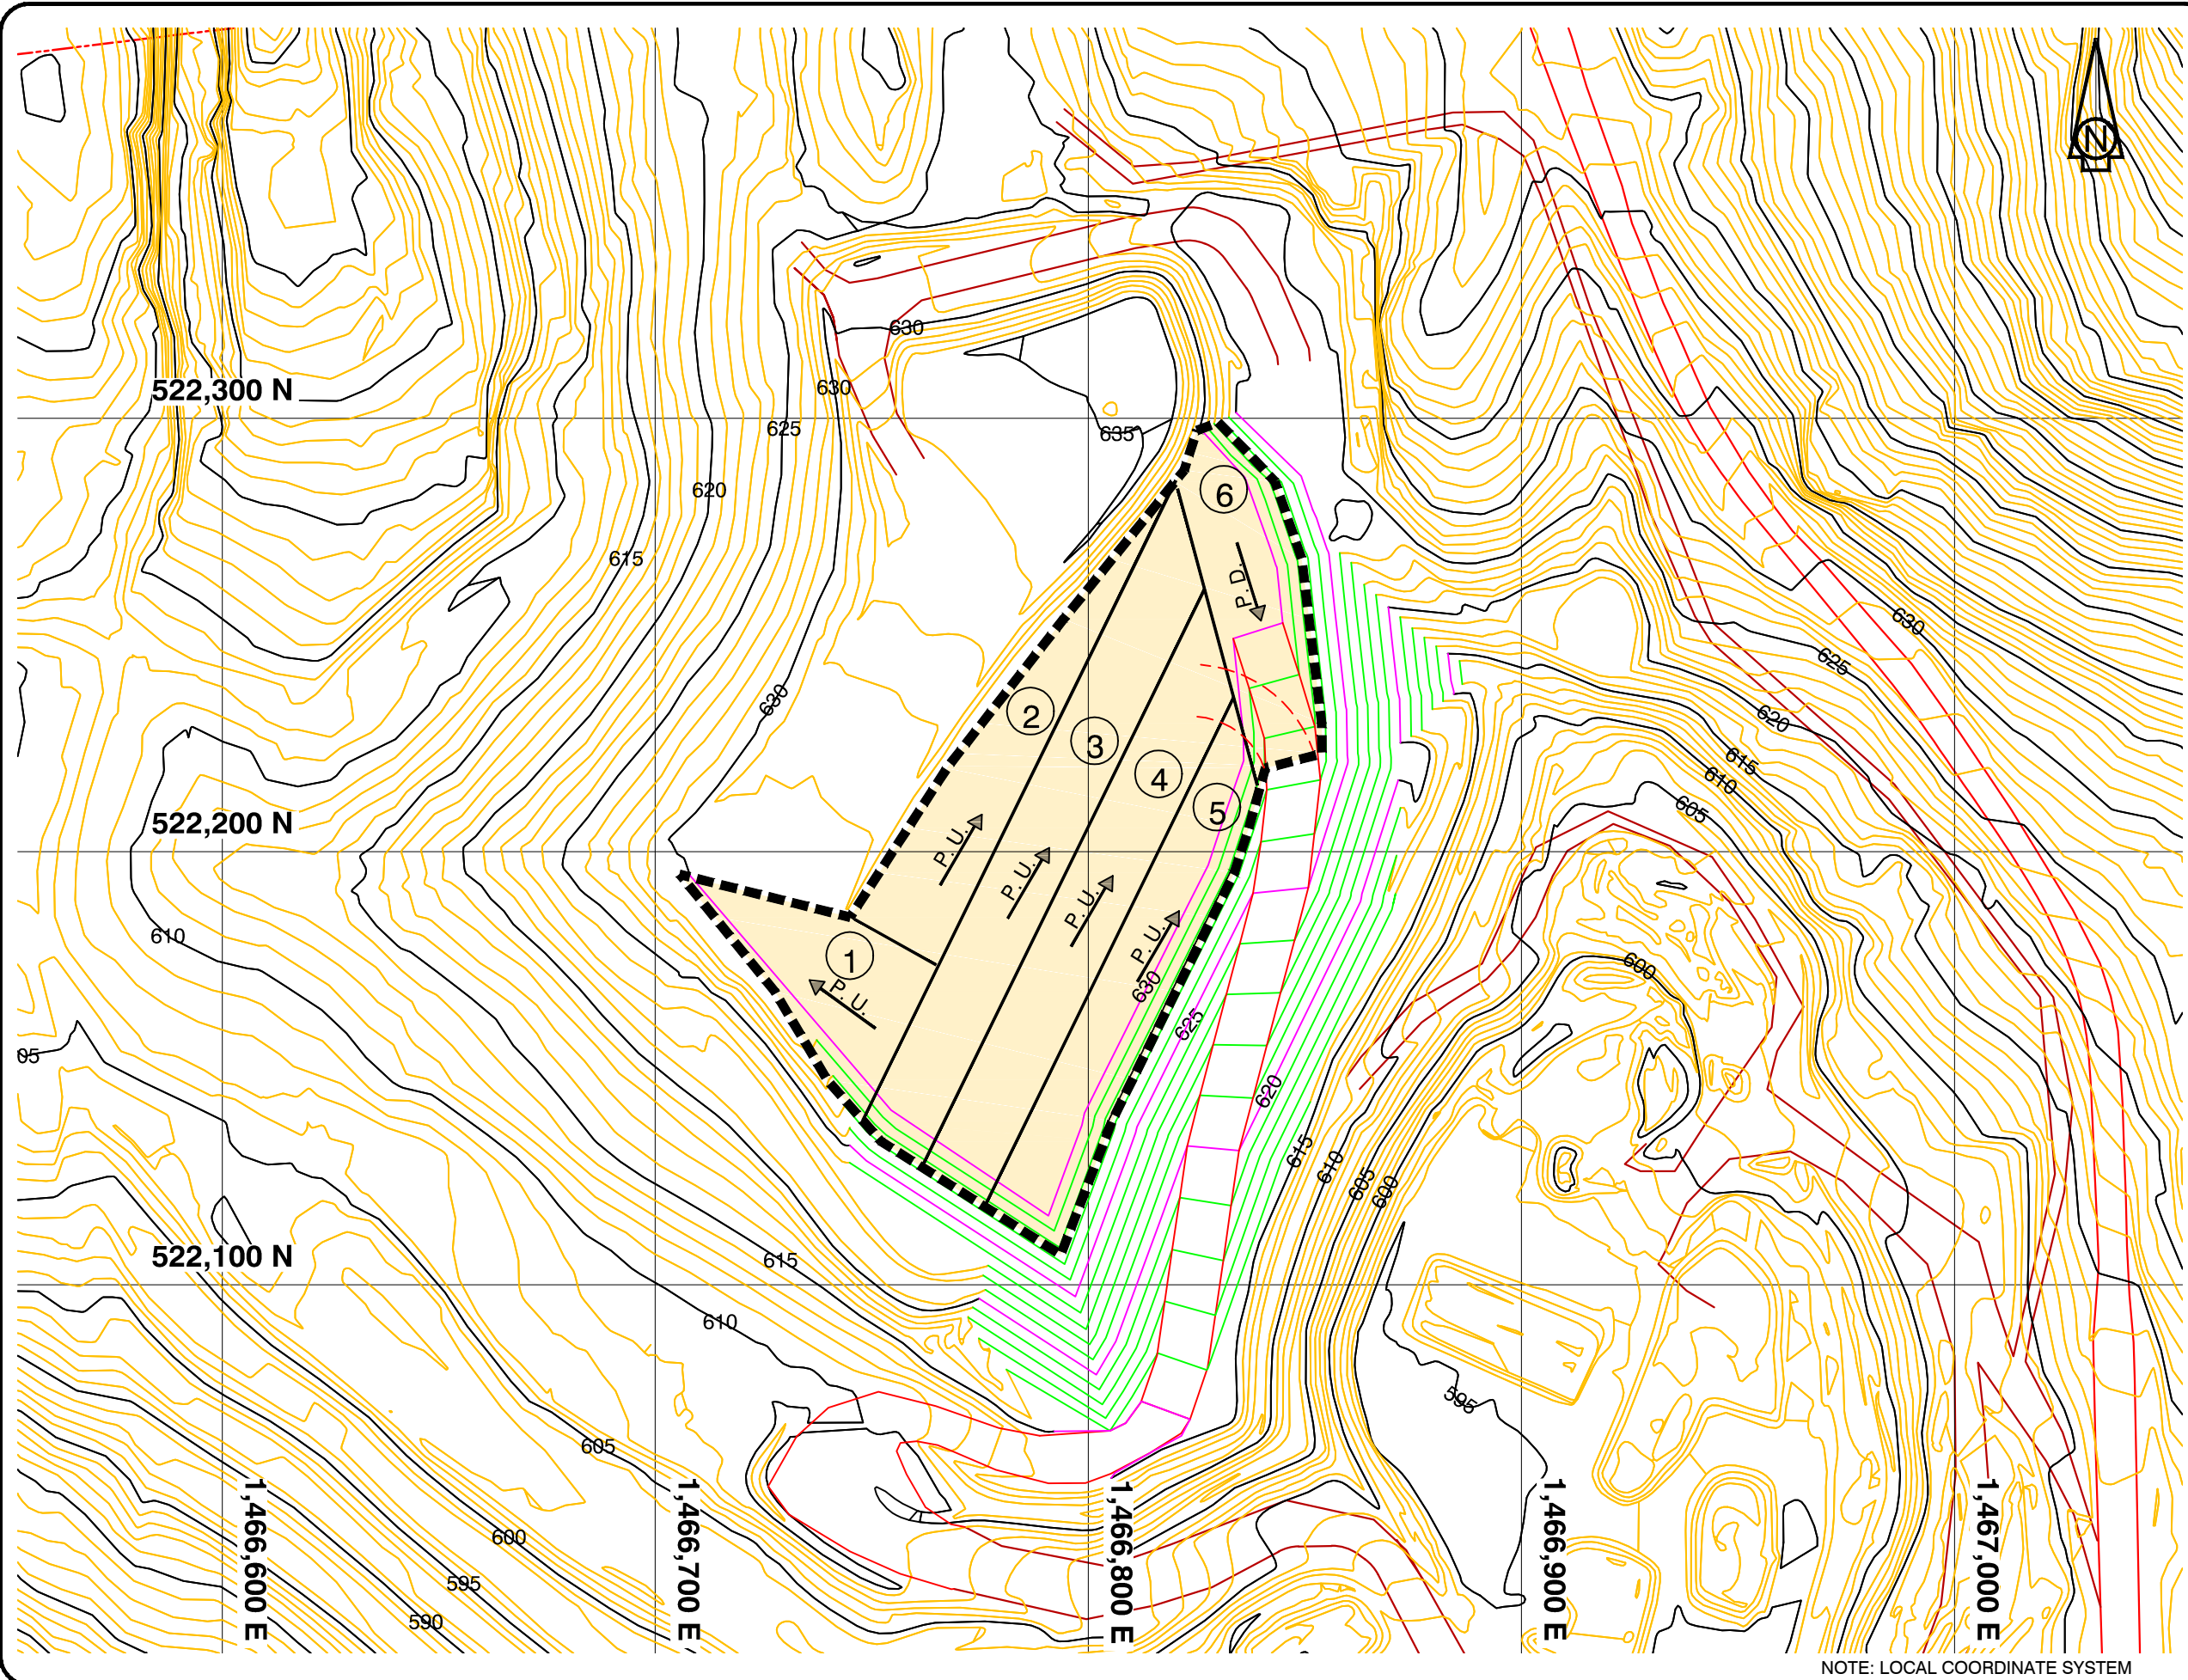 N
522,300 N
630
630
625
635
620
6
615
P.D.
630
625
630
620
2
3
615
4
610
5
605
522,200 N
P. U.
P. U.
P. U.
P. U.
610
1
600
630
P. U.
625
05
620
615
610
605
600
522,100 N
615
610
595
605
600
595
590
1,466,600 E
1,466,700 E
1,466,800 E
1,466,900 E
1,467,000 E
NOTE: LOCAL COORDINATE SYSTEM